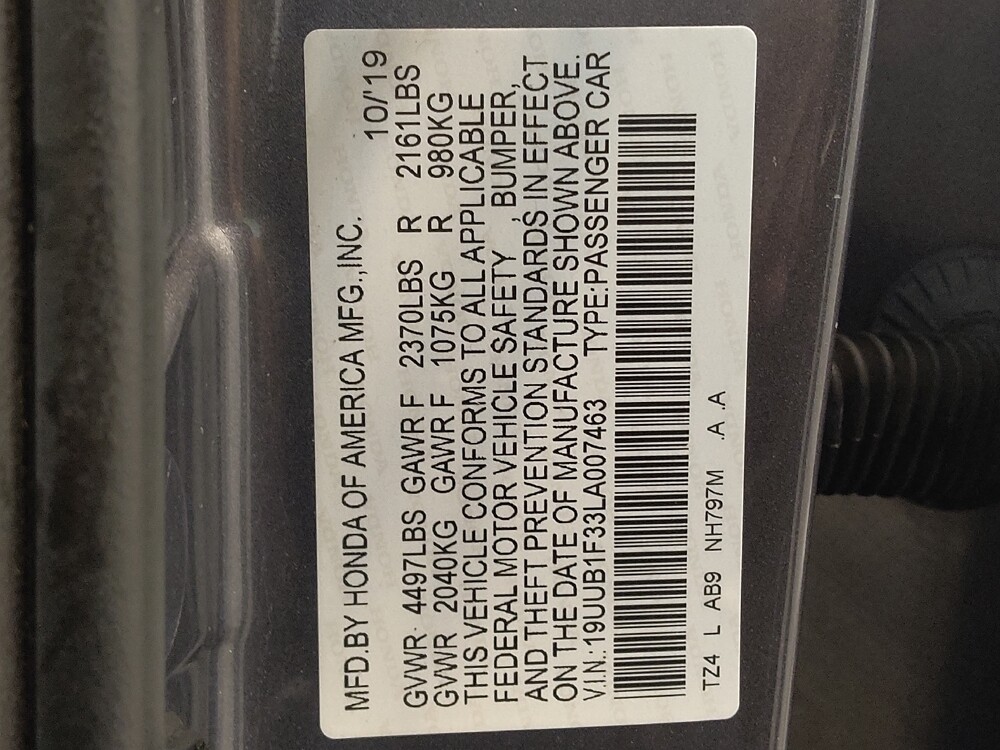 MFD.BY HONDA OF AMERICA MFG.,INC.
10/'19
GVWR 4497LBS GAWR F 2370LBS R 2161LBS
GVWR 2040KG GAWR F 1075KG R 980KG
THIS VEHICLE CONFORMS TO ALL APPLICABLE
FEDERAL MOTOR VEHICLE SAFETY , BUMPER,
AND THEFT PREVENTION STANDARDS IN EFFECT
ON THE DATE OF MANUFACTURE SHOWN ABOVE.
V.I.N.:19UUB1F33LA007463 TYPE:PASSENGER CAR
TZ4 L AB9 NH797M .A .A